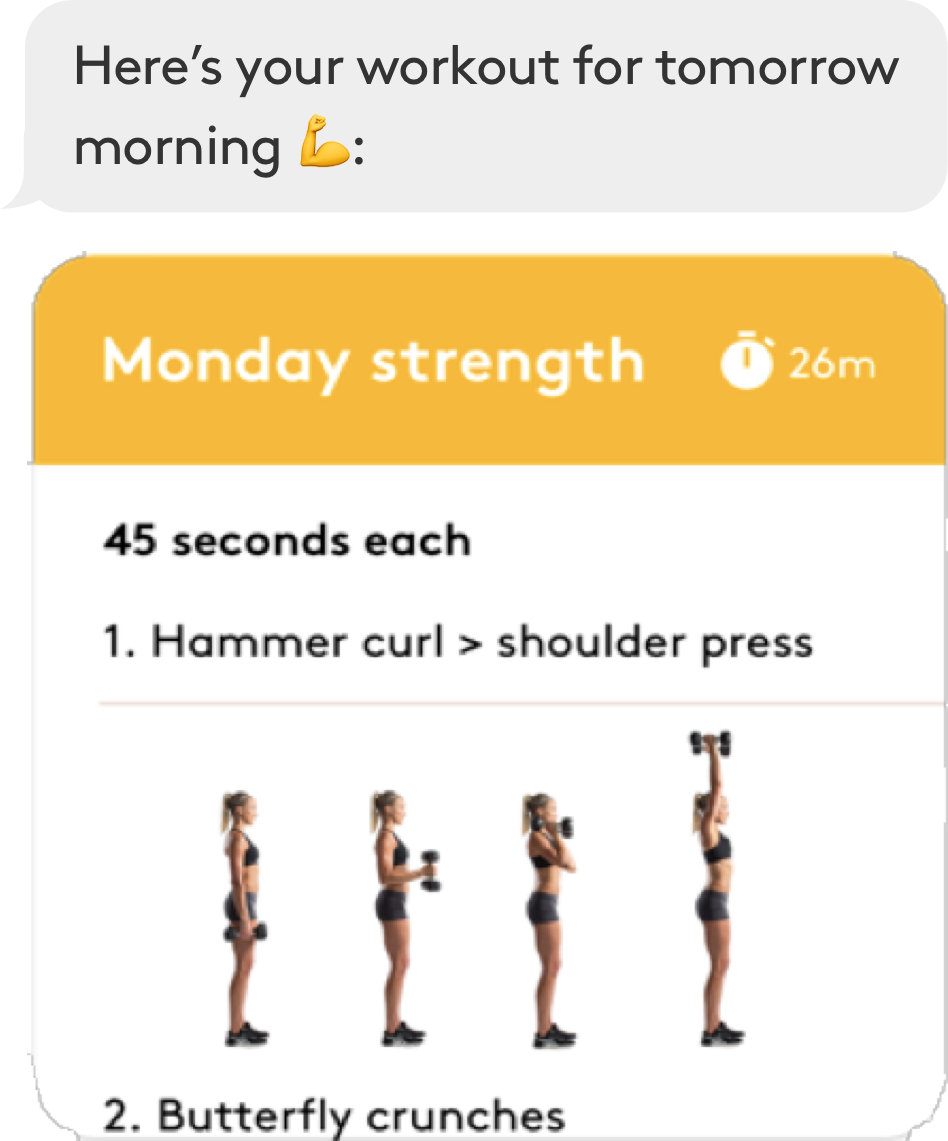 Here’s your workout for tomorrow
morning 💪:
Monday strength
26m
45 seconds each
1. Hammer curl > shoulder press
2. Butterfly crunches